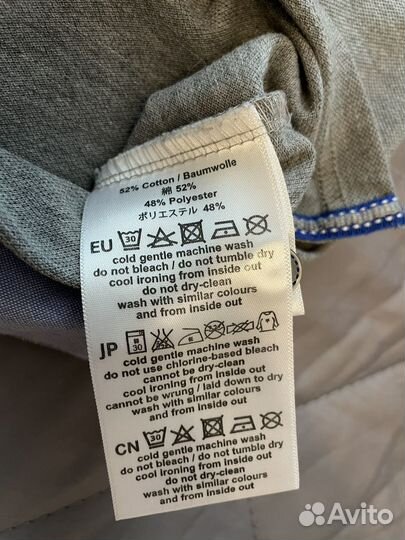 52% Cotton / Baumwolle
綿 52%
48% Polyester
ポリエステル 48%
EU 30
cold gentle machine wash
do not bleach / do not tumble dry
cool ironing from inside out
do not dry-clean
wash with similar colours
and from inside out
JP 30
cold gentle machine wash
do not use chlorine-based bleach
cannot be dry-clean
cool ironing from inside out
cannot be wrung / laid down to dry
wash with similar colours
and from inside out
CN 30
cold gentle machine wash
do not bleach / do not tumble dry
cool ironing from inside out
do not dry-clean
wash with similar colours
and from inside out
Avito